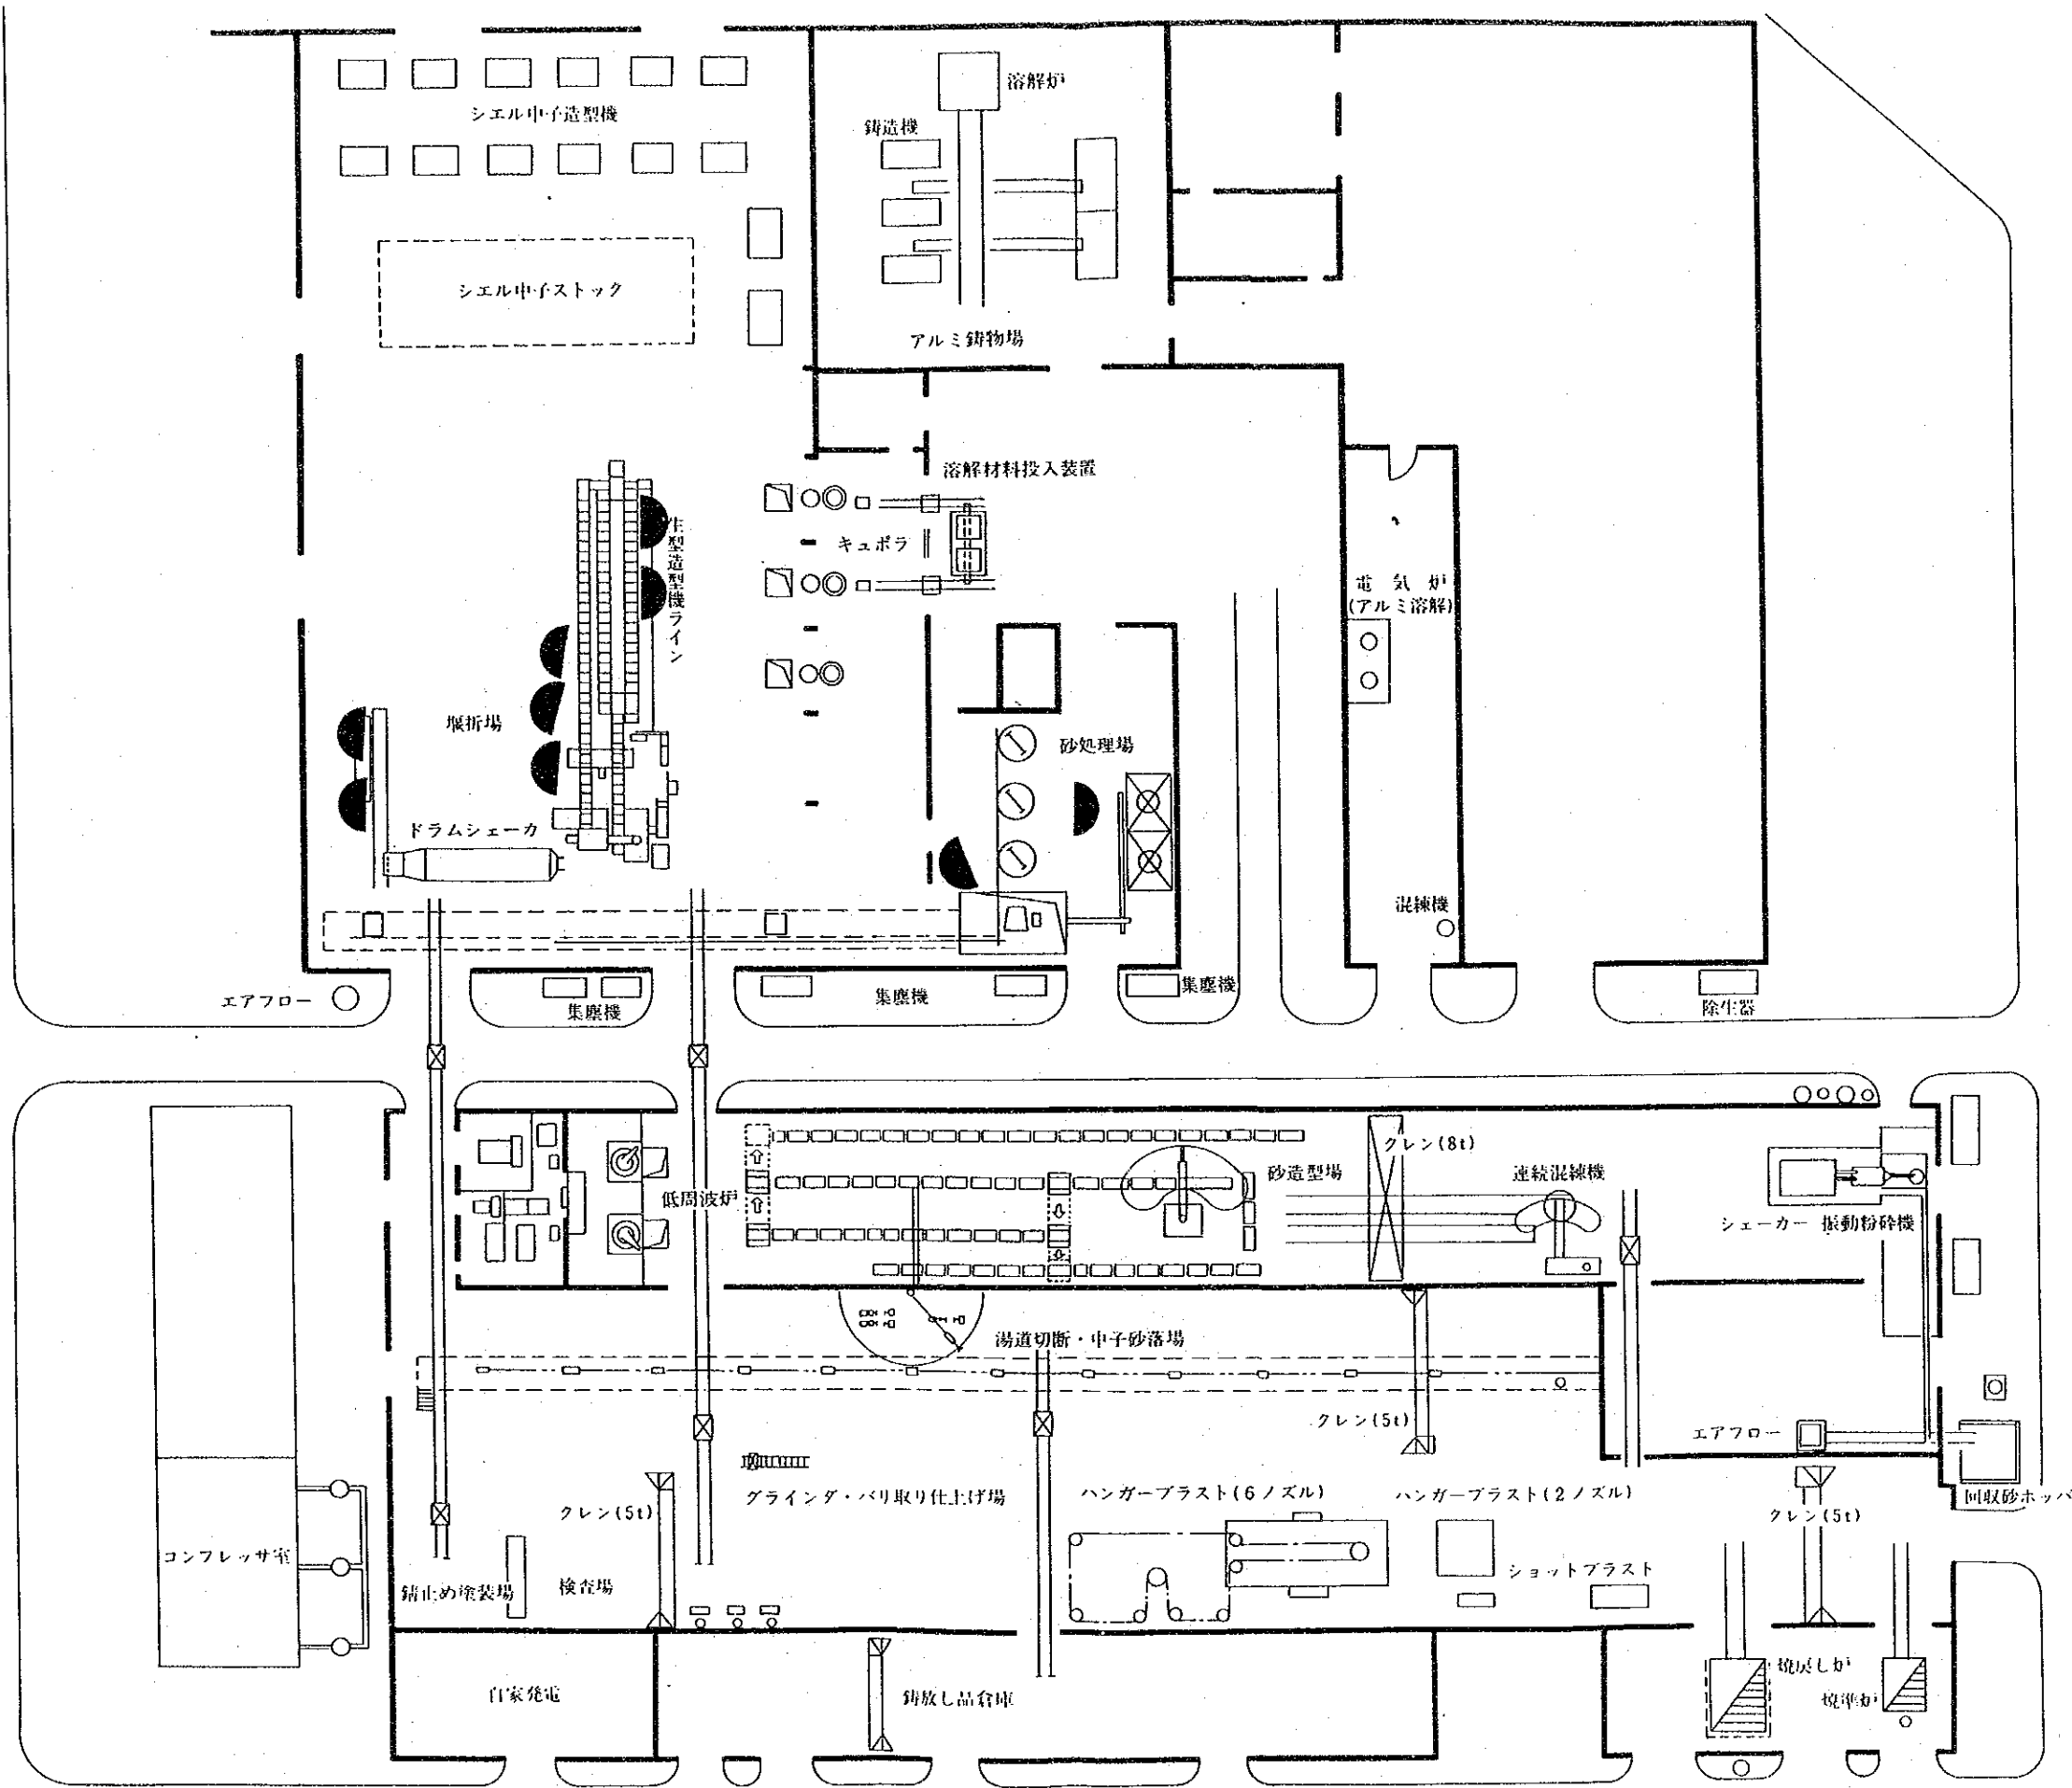 溶解炉
シエル中子造型機
鋳造機
シエル中子ストック
アルミ鋳物場
溶解材料投入装置
生型造型機ライン
キュポラ
電気炉
(アルミ溶解)
堰折場
砂処理場
ドラムシェーカ
混練機
エアフロー
集塵機
集塵機
集塵機
除生器
クレン(8t)
低周波炉
砂造型場
連続混練機
シェーカー 振動粉砕機
湯道切断・中子砂落場
クレン(5t)
エアフロー
グラインダ・バリ取り仕上げ場
ハンガーブラスト(6ノズル)
ハンガーブラスト(2ノズル)
回収砂ホッパ
クレン(5t)
クレン(5t)
コンプレッサ室
錆止め塗装場
検査場
ショットブラスト
自家発電
鋳放し品倉庫
焼戻し炉
焼準炉